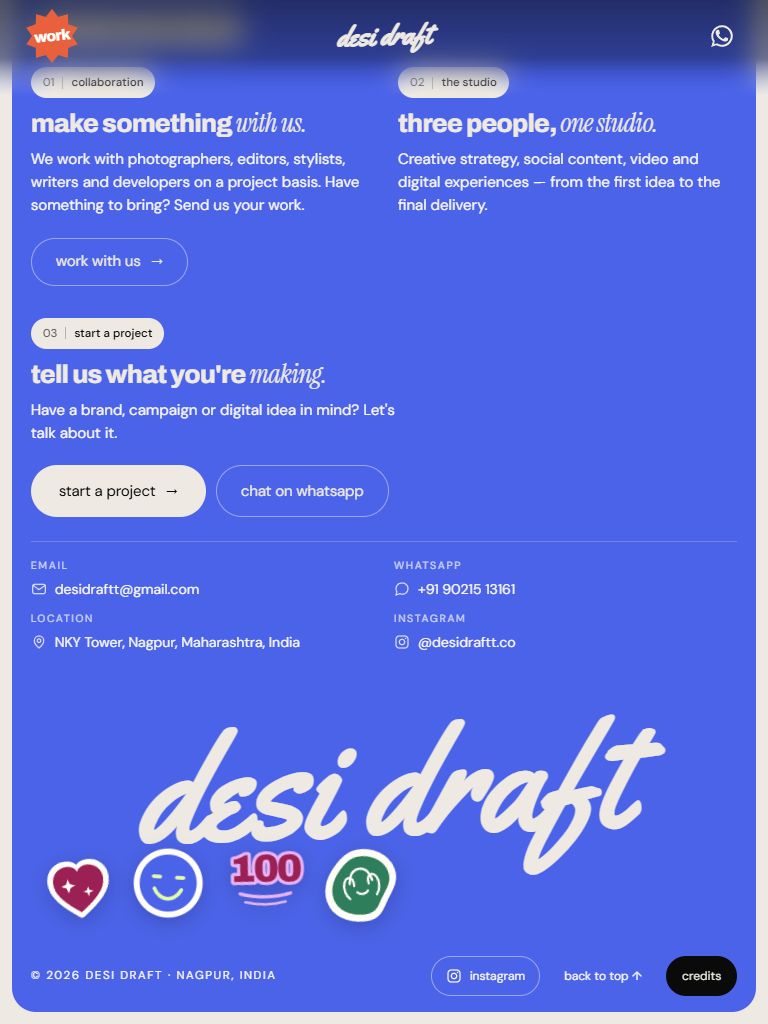 work
desi draft
01 | collaboration
make something with us.
We work with photographers, editors, stylists,
writers and developers on a project basis. Have
something to bring? Send us your work.
work with us →
02 | the studio
three people, one studio.
Creative strategy, social content, video and
digital experiences — from the first idea to the
final delivery.
03 | start a project
tell us what you're making.
Have a brand, campaign or digital idea in mind? Let's
talk about it.
start a project →
chat on whatsapp
EMAIL
desidraftt@gmail.com
WHATSAPP
+91 90215 13161
LOCATION
NKY Tower, Nagpur, Maharashtra, India
INSTAGRAM
@desidraftt.co
desi draft
100
© 2026 DESI DRAFT · NAGPUR, INDIA
instagram
back to top ↑
credits